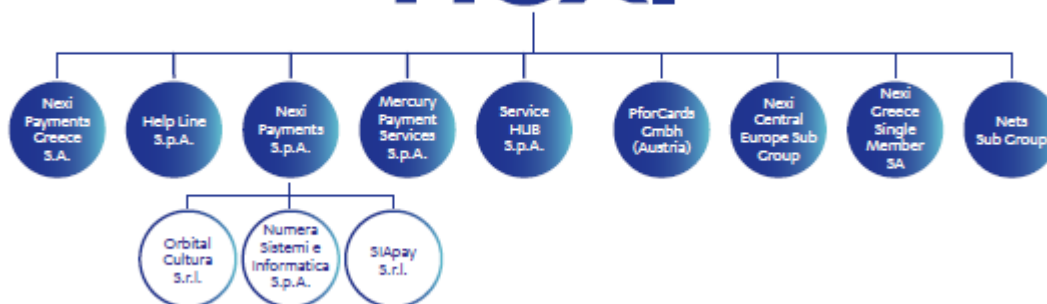 Nexi
Payments
Greece
S.A.
Help Line
S.p.A.
Nexi
Payments
S.p.A.
Mercury
Payment
Services
S.p.A.
Service
HUB
S.p.A.
PforCards
Gmbh
(Austria)
Nexi
Central
Europe Sub
Group
Nexi
Greece
Single
Member
SA
Nets
Sub Group
Orbital
Cultura
S.r.l.
Numera
Sistemi e
Informatica
S.p.A.
SIApay
S.r.l.